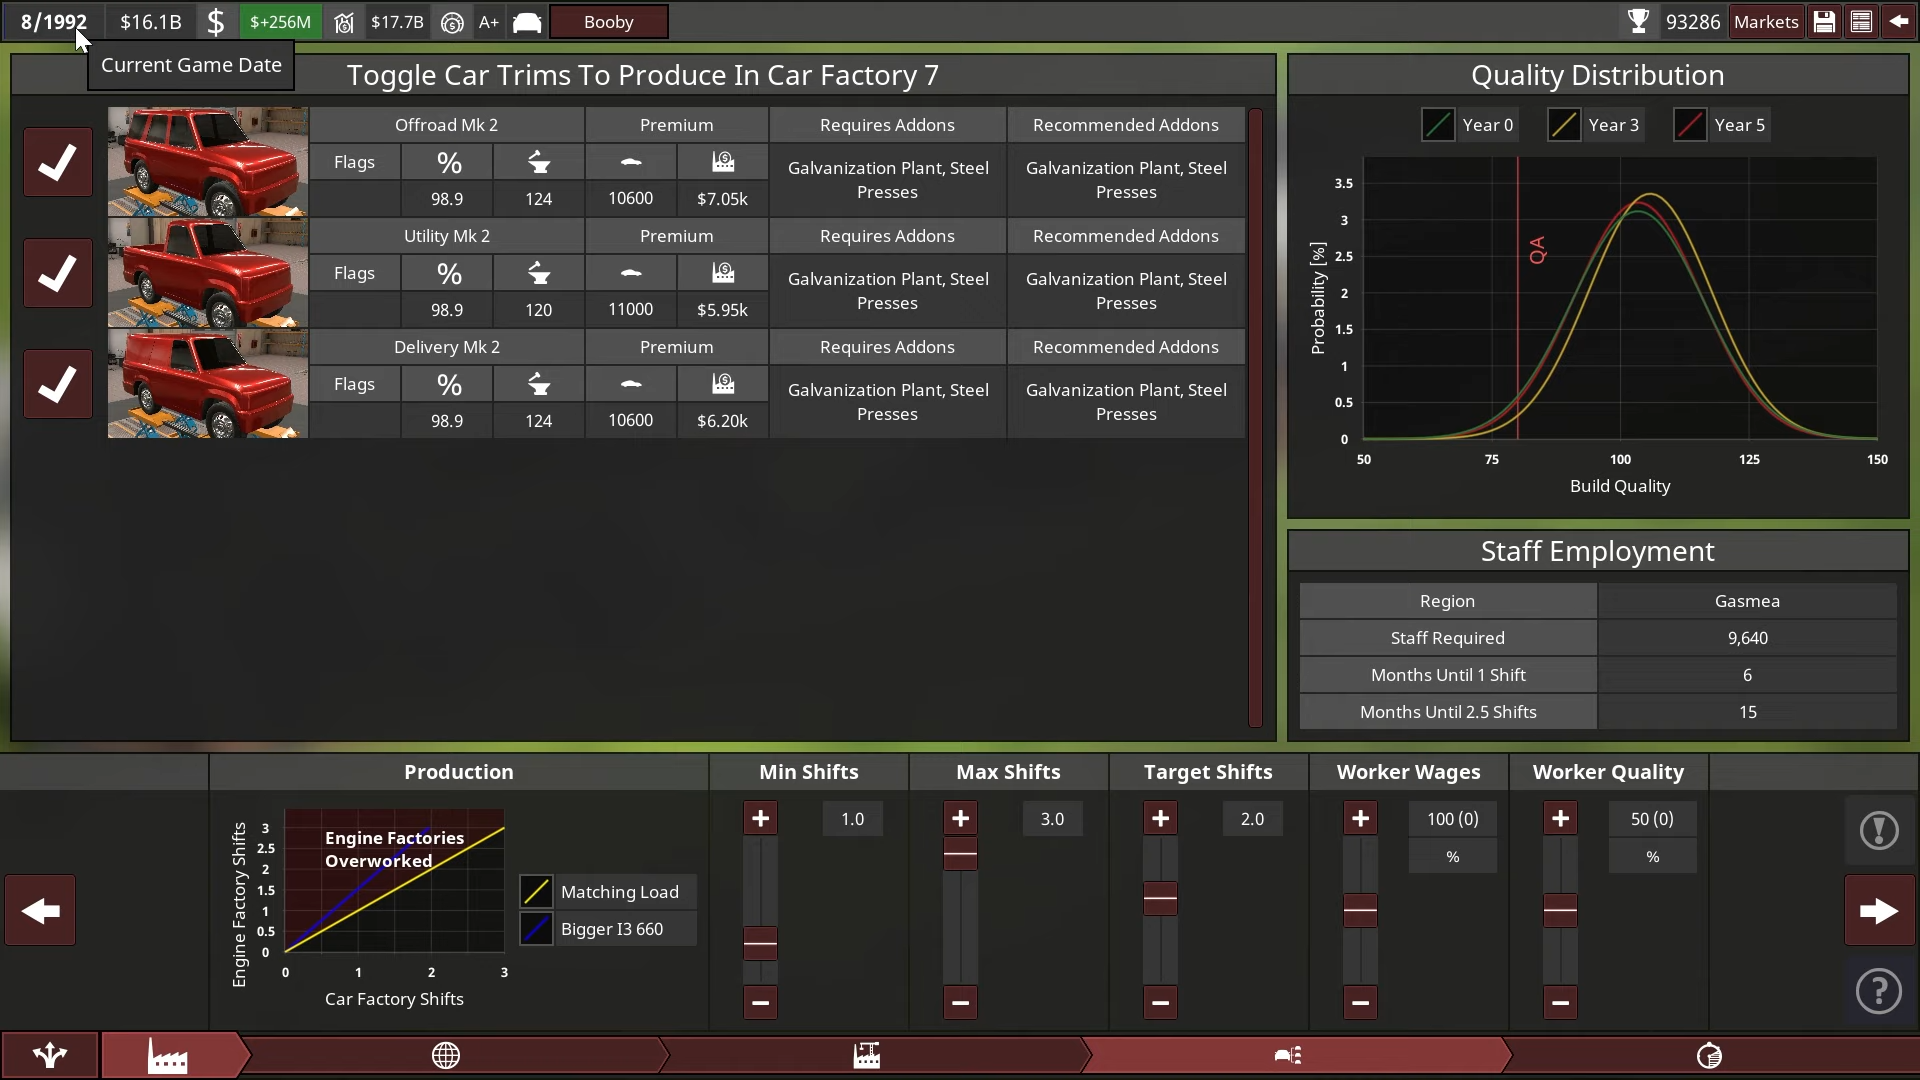 8/1992
$16.1B
$
$+256M
$17.7B
A+
Booby
93286
Markets
Current Game Date
Toggle Car Trims To Produce In Car Factory 7
Offroad Mk 2
Premium
Requires Addons
Recommended Addons
Flags
%
Galvanization Plant, Steel
Presses
Galvanization Plant, Steel
Presses
98.9
124
10600
$7.05k
Utility Mk 2
Premium
Requires Addons
Recommended Addons
Flags
%
Galvanization Plant, Steel
Presses
Galvanization Plant, Steel
Presses
98.9
120
11000
$5.95k
Delivery Mk 2
Premium
Requires Addons
Recommended Addons
Flags
%
Galvanization Plant, Steel
Presses
Galvanization Plant, Steel
Presses
98.9
124
10600
$6.20k
Quality Distribution
Year 0
Year 3
Year 5
Probability [%]
3.5
3
2.5
2
1.5
1
0.5
0
QA
50
75
100
125
150
Build Quality
Staff Employment
Region
Gasmea
Staff Required
9,640
Months Until 1 Shift
6
Months Until 2.5 Shifts
15
Production
Engine Factory Shifts
3
2.5
2
1.5
1
0.5
0
Engine Factories
Overworked
0
1
2
3
Car Factory Shifts
Matching Load
Bigger I3 660
Min Shifts
+
1.0
−
Max Shifts
+
3.0
−
Target Shifts
+
2.0
−
Worker Wages
+
100 (0)
%
−
Worker Quality
+
50 (0)
%
−
!
?